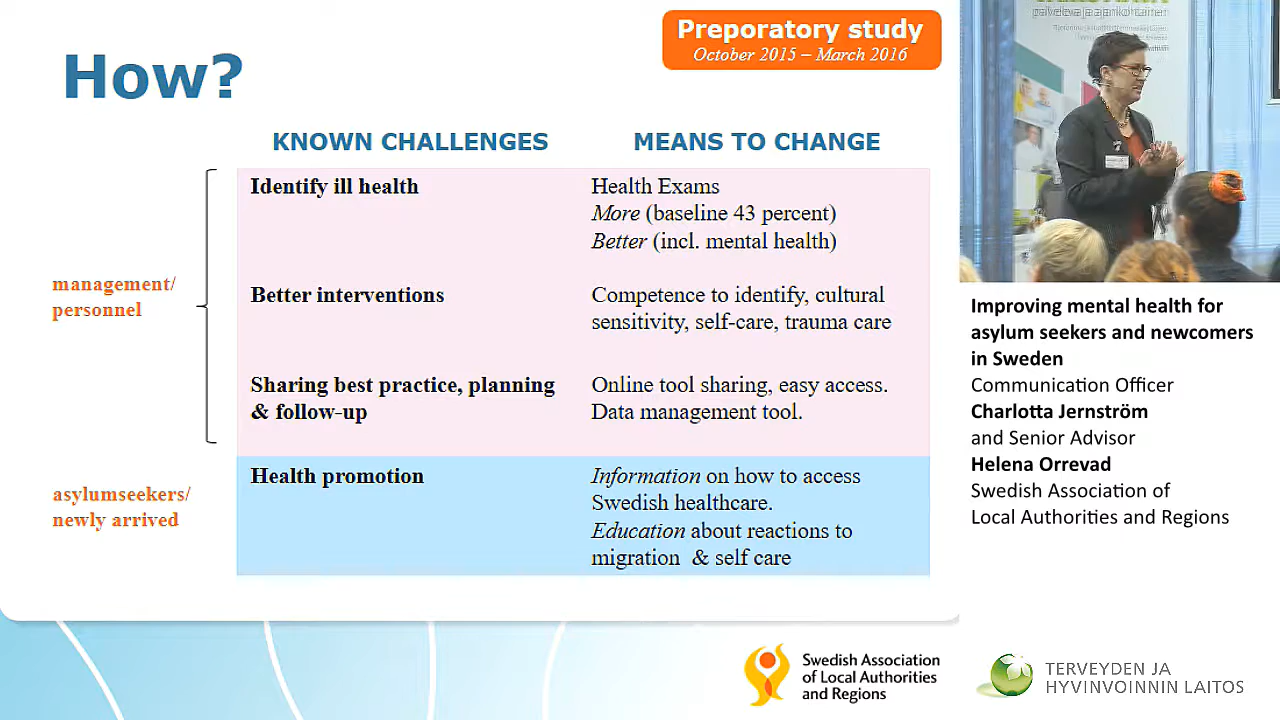 Preporatory study
October 2015 – March 2016
How?
KNOWN CHALLENGES
MEANS TO CHANGE
management/
personnel
Identify ill health
Health Exams
More (baseline 43 percent)
Better (incl. mental health)
Better interventions
Competence to identify, cultural
sensitivity, self-care, trauma care
Sharing best practice, planning
& follow-up
Online tool sharing, easy access.
Data management tool.
asylumseekers/
newly arrived
Health promotion
Information on how to access
Swedish healthcare.
Education about reactions to
migration & self care
Swedish Association
of Local Authorities
and Regions
Improving mental health for
asylum seekers and newcomers
in Sweden
Communication Officer
Charlotta Jernström
and Senior Advisor
Helena Orrevad
Swedish Association of
Local Authorities and Regions
TERVEYDEN JA
HYVINVOINNIN LAITOS